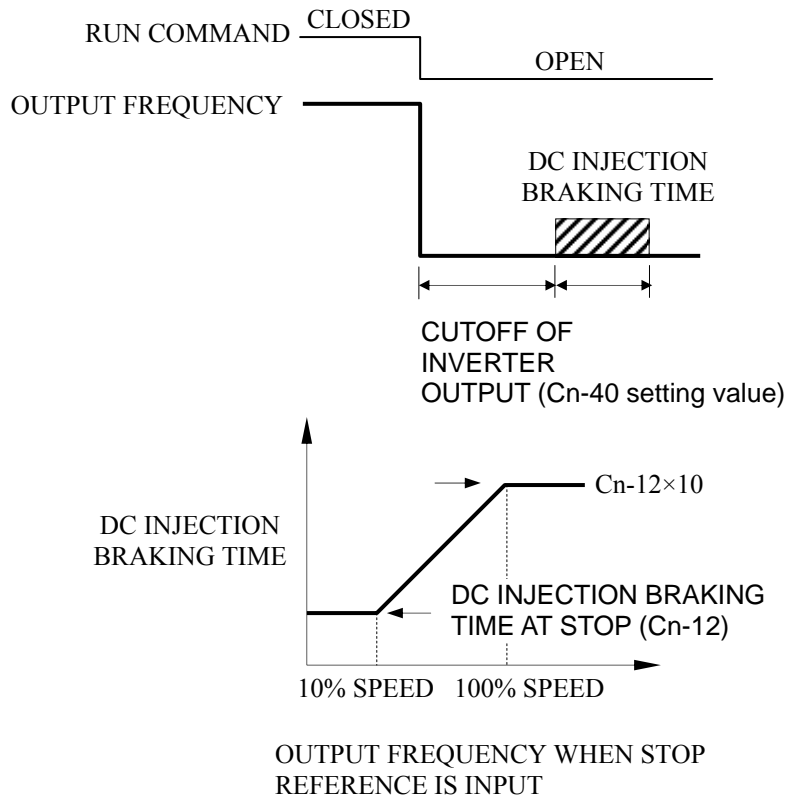 CLOSED
RUN COMMAND
OPEN
OUTPUT FREQUENCY
DC INJECTION
BRAKING TIME
CUTOFF OF
INVERTER
OUTPUT (Cn-40 setting value)
Cn-12×10
DC INJECTION
BRAKING TIME
DC INJECTION BRAKING
TIME AT STOP (Cn-12)
10% SPEED 100% SPEED
OUTPUT FREQUENCY WHEN STOP
REFERENCE IS INPUT